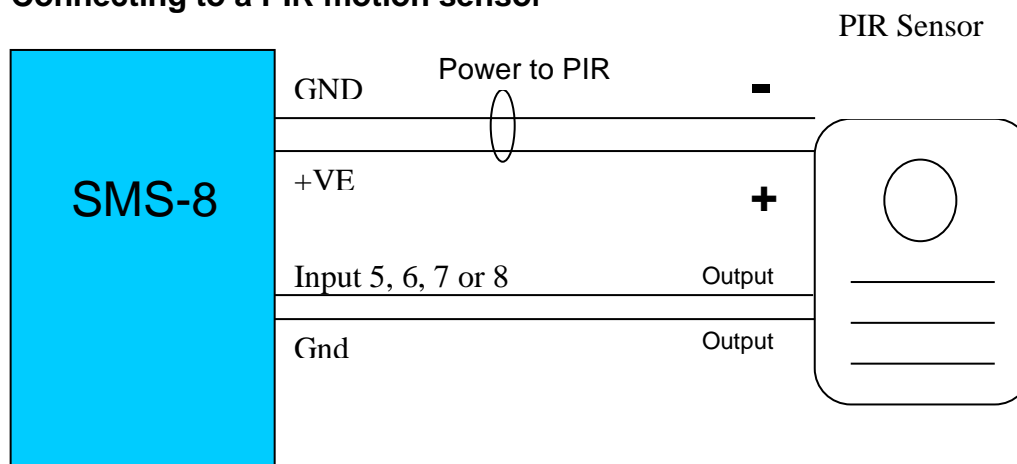 Connecting to a PIR motion sensor
PIR Sensor
GND
Power to PIR
-
+VE
SMS-8
+
Input 5, 6, 7 or 8
Output
Gnd
Output